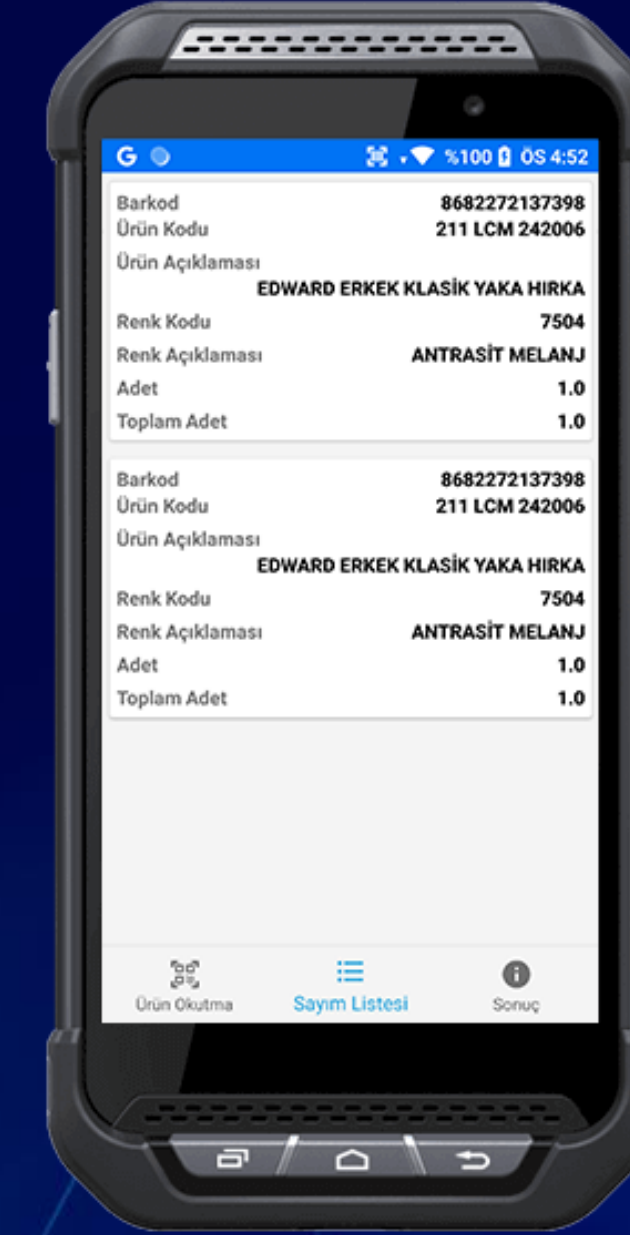 G %100 ÖS 4:52
Barkod 8682272137398
Ürün Kodu 211 LCM 242006
Ürün Açıklaması
EDWARD ERKEK KLASİK YAKA HIRKA
Renk Kodu 7504
Renk Açıklaması ANTRASİT MELANJ
Adet 1.0
Toplam Adet 1.0
Barkod 8682272137398
Ürün Kodu 211 LCM 242006
Ürün Açıklaması
EDWARD ERKEK KLASİK YAKA HIRKA
Renk Kodu 7504
Renk Açıklaması ANTRASİT MELANJ
Adet 1.0
Toplam Adet 1.0
Ürün Okutma Sayım Listesi Sonuç